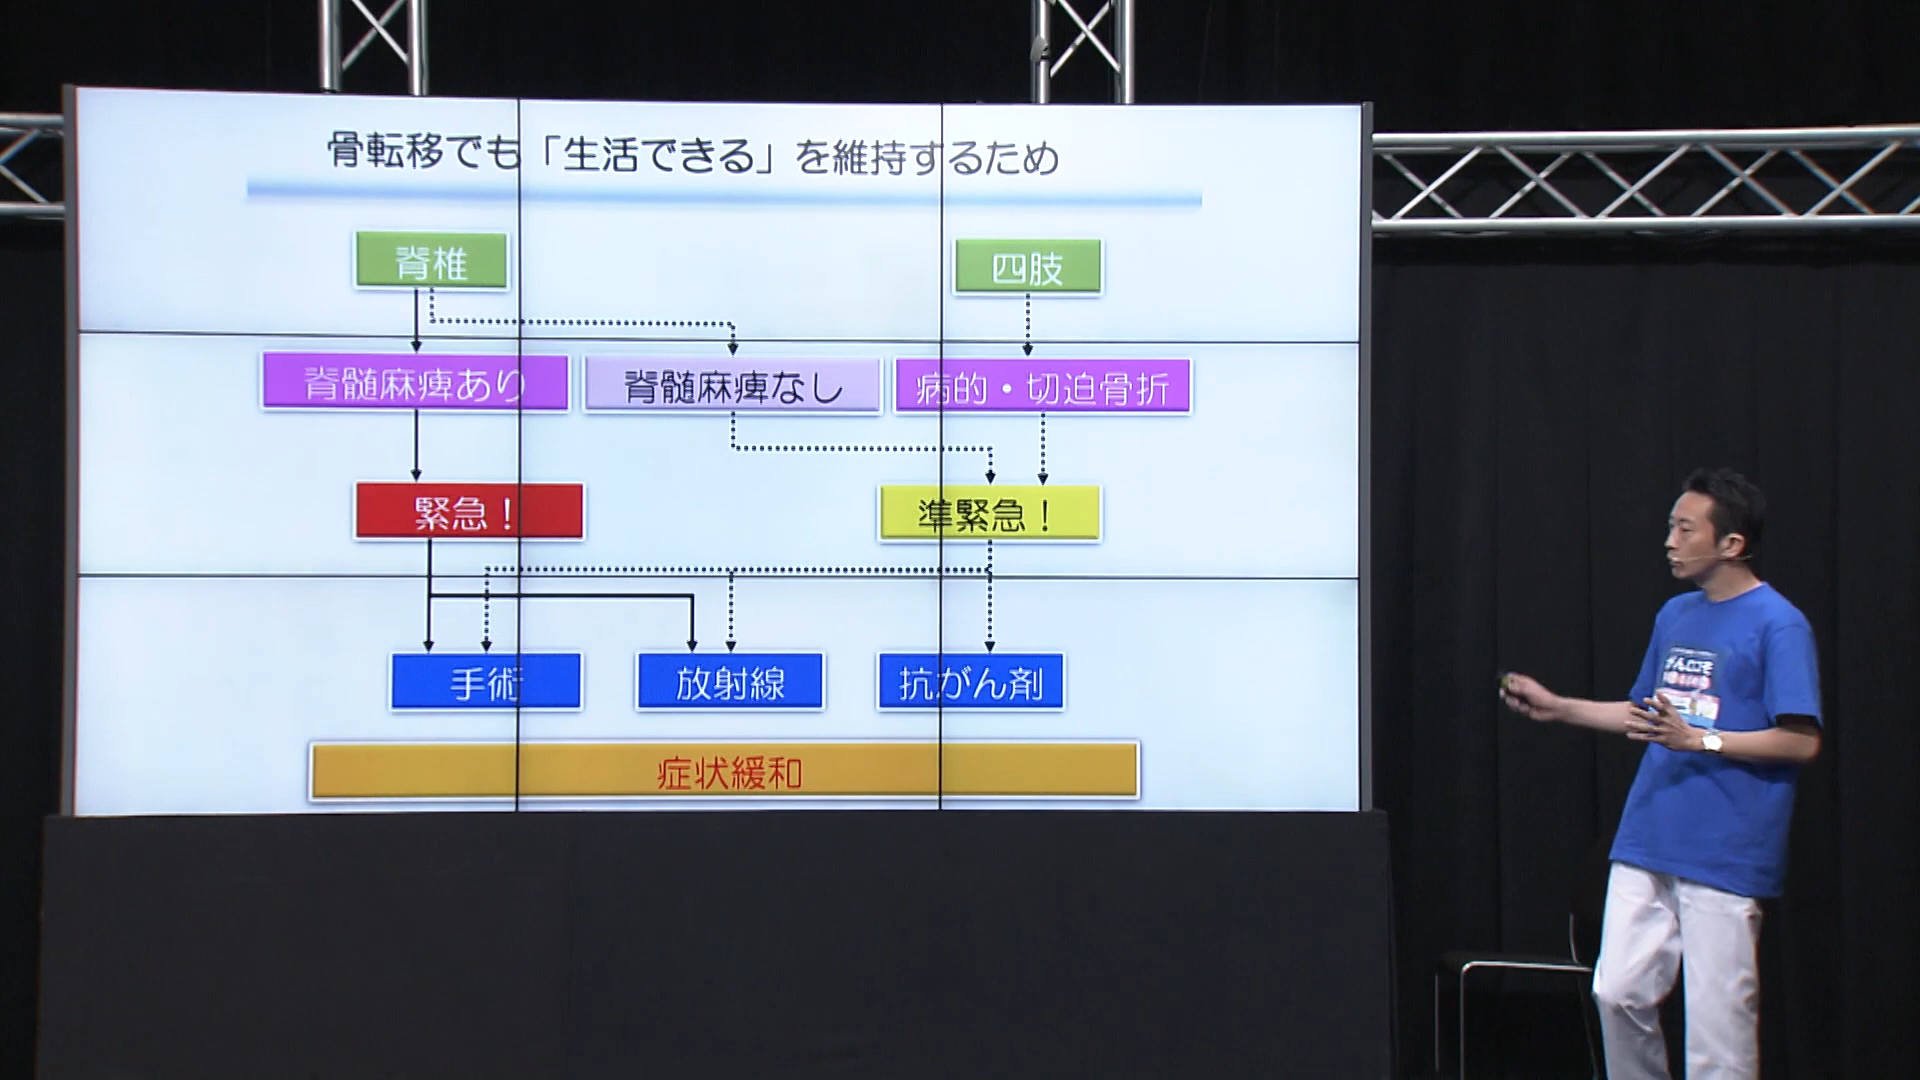 骨転移でも「生活できる」を維持するため
脊椎
四肢
脊髄麻痺あり
脊髄麻痺なし
病的・切迫骨折
緊急！
準緊急！
手術
放射線
抗がん剤
症状緩和